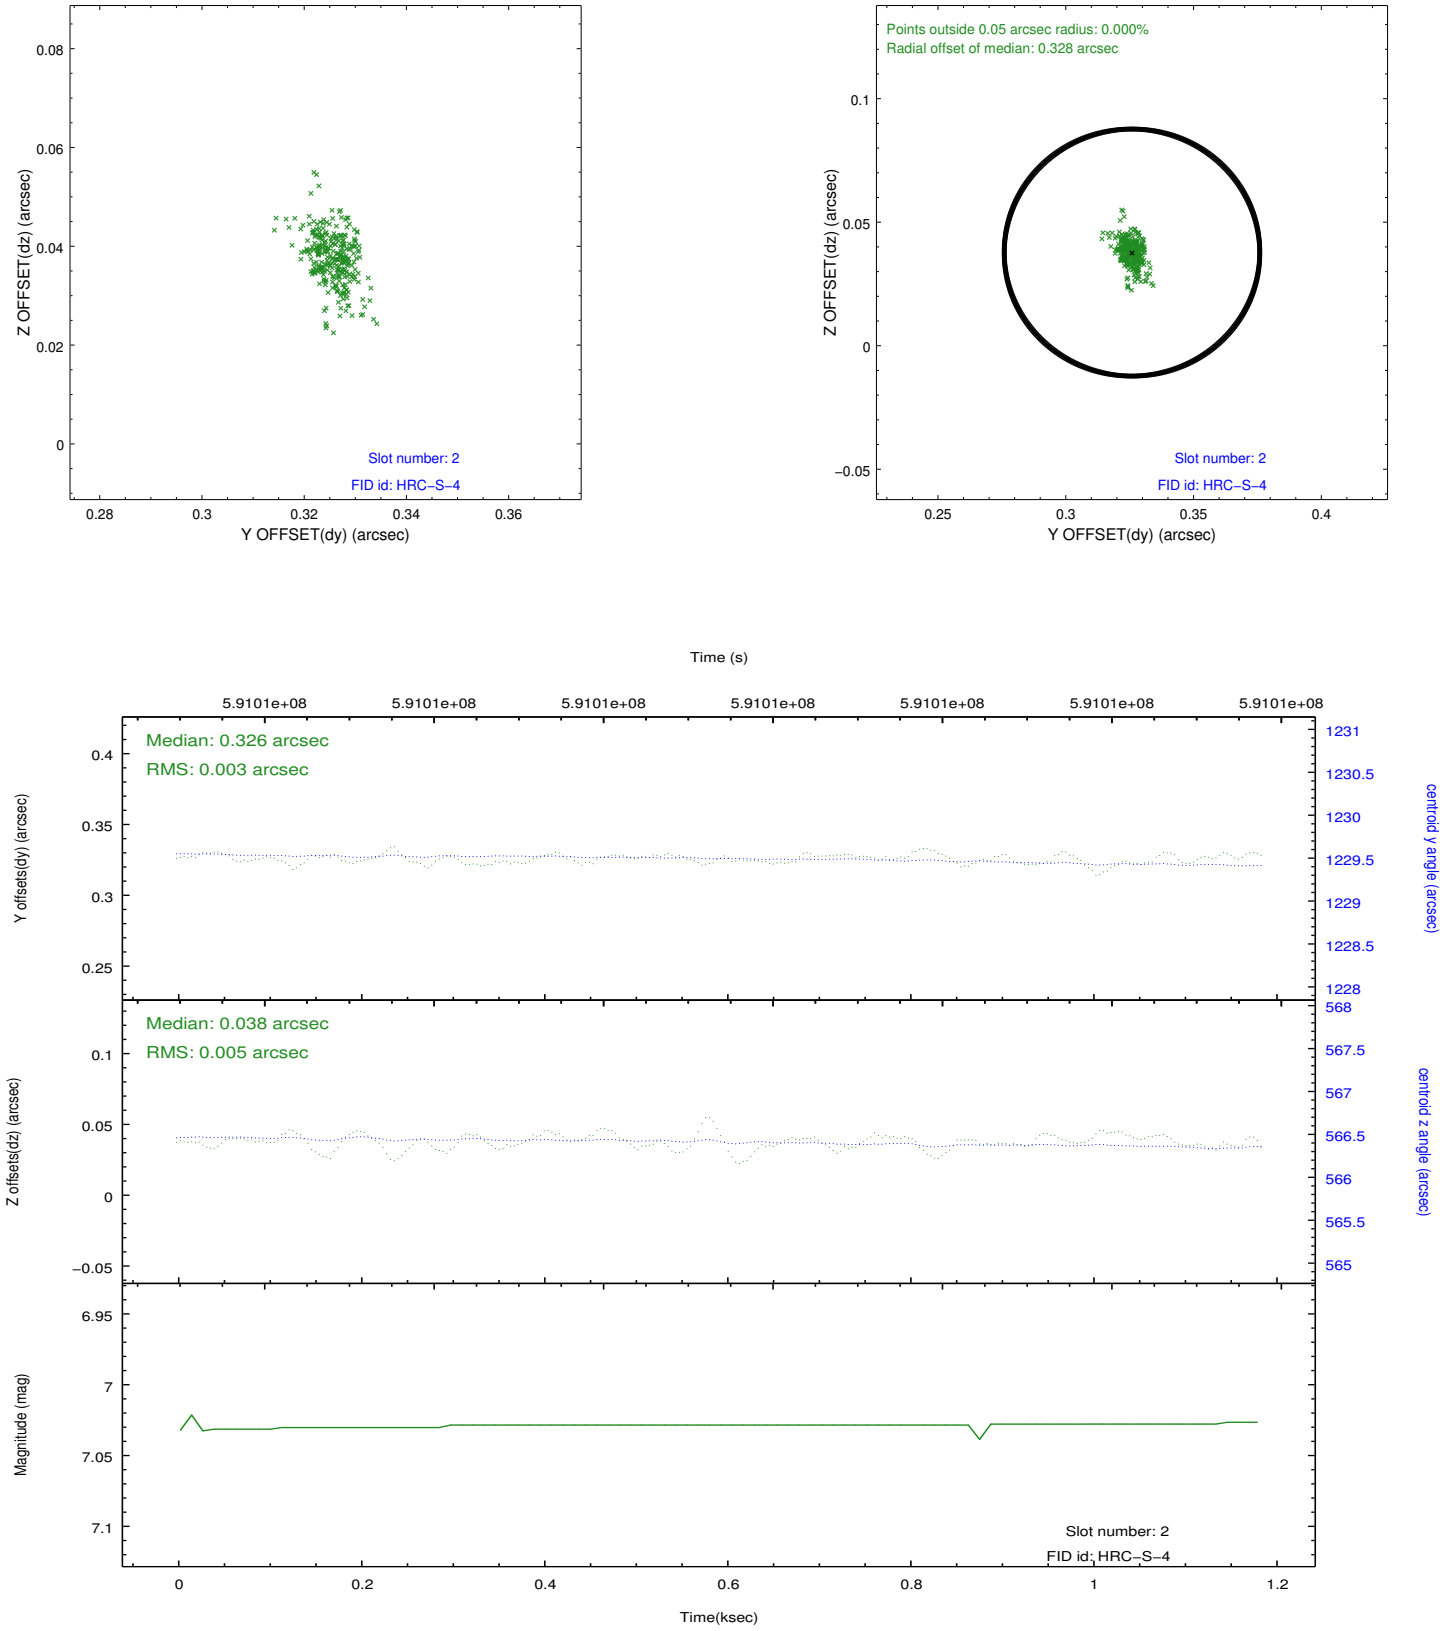 0.08
0.06
0.04
0.02
0
Z OFFSET(dz) (arcsec)
Slot number: 2
FID id: HRC−S−4
0.28
0.3
0.32
0.34
0.36
Y OFFSET(dy) (arcsec)
Points outside 0.05 arcsec radius: 0.000%
Radial offset of median: 0.328 arcsec
0.1
0.05
0
−0.05
Z OFFSET(dz) (arcsec)
Slot number: 2
FID id: HRC−S−4
0.25
0.3
0.35
0.4
Y OFFSET(dy) (arcsec)
Time (s)
5.9101e+08
5.9101e+08
5.9101e+08
5.9101e+08
5.9101e+08
5.9101e+08
5.9101e+08
Median: 0.326 arcsec
RMS: 0.003 arcsec
0.4
0.35
0.3
0.25
Y offsets(dy) (arcsec)
1231
1230.5
1230
1229.5
1229
1228.5
1228
centroid y angle (arcsec)
Median: 0.038 arcsec
RMS: 0.005 arcsec
0.1
0.05
0
−0.05
Z offsets(dz) (arcsec)
568
567.5
567
566.5
566
565.5
565
centroid z angle (arcsec)
6.95
7
7.05
7.1
Magnitude (mag)
Slot number: 2
FID id: HRC−S−4
0
0.2
0.4
0.6
0.8
1
1.2
Time(ksec)